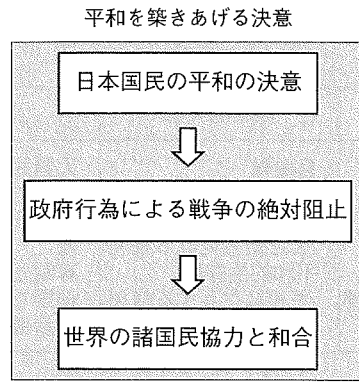 平和を築きあげる決意
日本国民の平和の決意
政府行為による戦争の絶対阻止
世界の諸国民協力と和合